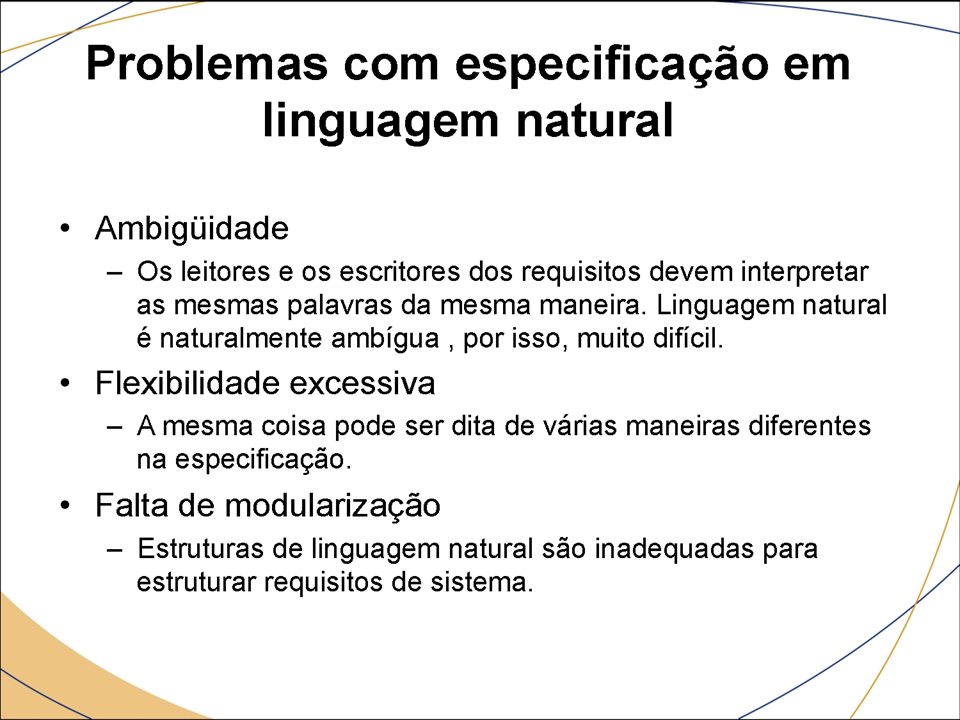 Problemas com especificação em
linguagem natural
• Ambigüidade
– Os leitores e os escritores dos requisitos devem interpretar
as mesmas palavras da mesma maneira. Linguagem natural
é naturalmente ambígua , por isso, muito difícil.
• Flexibilidade excessiva
– A mesma coisa pode ser dita de várias maneiras diferentes
na especificação.
• Falta de modularização
– Estruturas de linguagem natural são inadequadas para
estruturar requisitos de sistema.